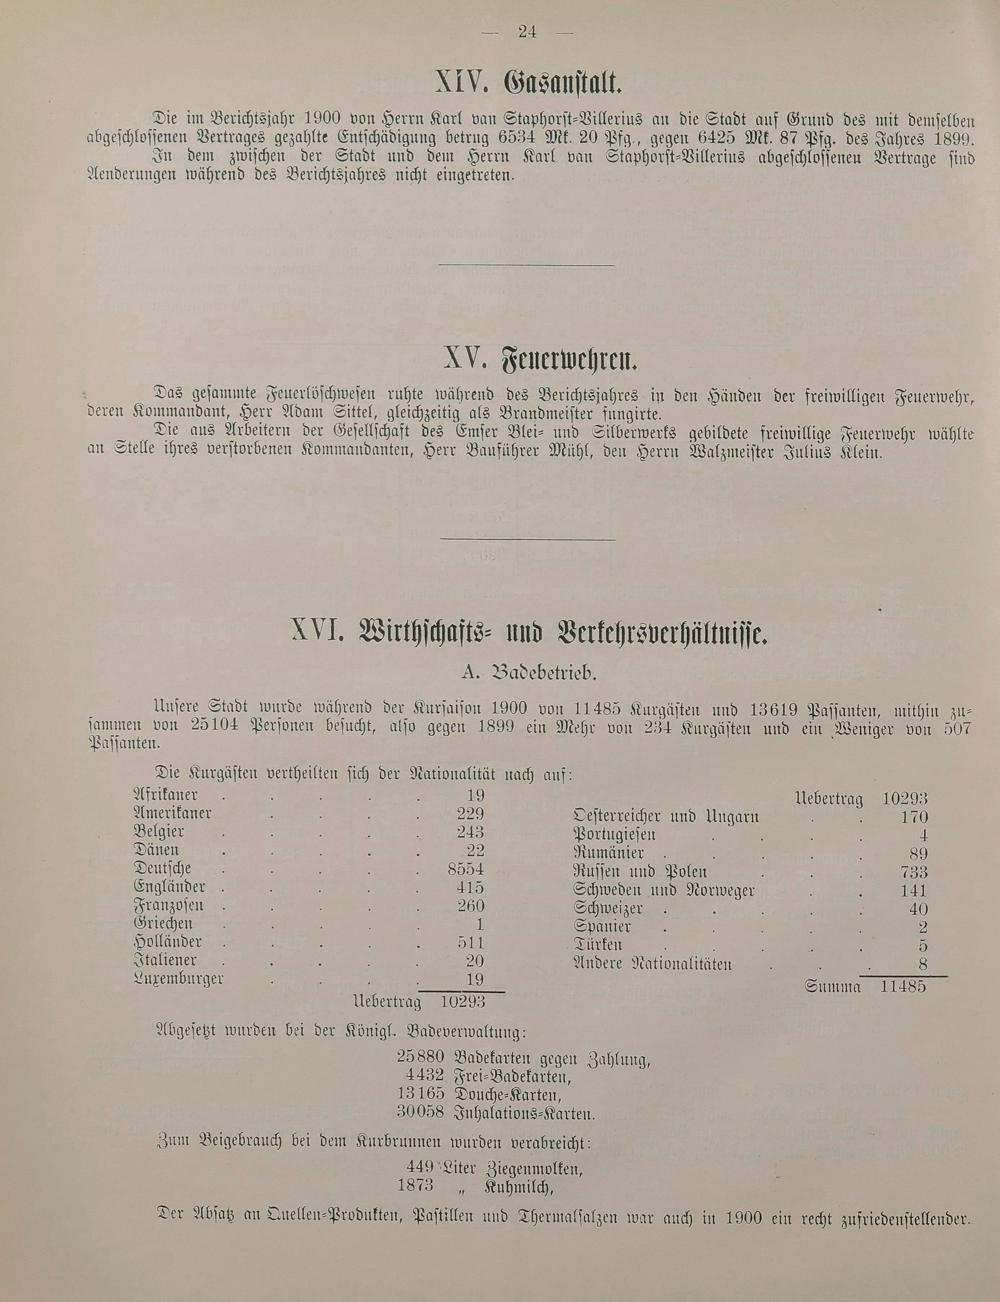 — 24 —
XIV. Gasanſtalt.
Die im Berichtsjahr 1900 von Herrn Karl van Staphorſt-Villerius an die Stadt auf Grund des mit demſelben
abgeſchloſſenen Vertrages gezahlte Entſchädigung betrug 6534 Mk. 20 Pfg., gegen 6425 Mk. 87 Pfg. des Jahres 1899.
In dem zwiſchen der Stadt und dem Herrn Karl van Staphorſt-Villerius abgeſchloſſenen Vertrage ſind
Aenderungen während des Berichtsjahres nicht eingetreten.
XV. Feuerwehren.
Das geſammte Feuerlöſchweſen ruhte während des Berichtsjahres in den Händen der freiwilligen Feuerwehr,
deren Kommandant, Herr Adam Sittel, gleichzeitig als Brandmeiſter fungirte.
Die aus Arbeitern der Geſellſchaft des Emſer Blei- und Silberwerks gebildete freiwillige Feuerwehr wählte
an Stelle ihres verſtorbenen Kommandanten, Herr Bauführer Mühl, den Herrn Walzmeiſter Julius Klein.
XVI. Wirthſchafts- und Verkehrsverhältniſſe.
A. Badebetrieb.
Unſere Stadt wurde während der Kurſaiſon 1900 von 11485 Kurgäſten und 13619 Paſſanten, mithin zu-
ſammen von 25104 Perſonen beſucht, alſo gegen 1899 ein Mehr von 234 Kurgäſten und ein Weniger von 507
Paſſanten.
Die Kurgäſten vertheilten ſich der Nationalität nach auf:
Afrikaner . . . . . 19
Amerikaner . . . . 229
Belgier . . . . . 243
Dänen . . . . . 22
Deutſche . . . . . 8554
Engländer . . . . . 415
Franzoſen . . . . . 260
Griechen . . . . . 1
Holländer . . . . . 511
Italiener . . . . . 20
Luxemburger . . . . 19
Uebertrag 10293
Uebertrag 10293
Oeſterreicher und Ungarn . . 170
Portugieſen . . . . 4
Rumänier . . . . . 89
Ruſſen und Polen . . . 733
Schweden und Norweger . . 141
Schweizer . . . . . 40
Spanier . . . . . 2
Türken . . . . . 5
Andere Nationalitäten . . . 8
Summa 11485
Abgeſetzt wurden bei der Königl. Badeverwaltung:
25880 Badekarten gegen Zahlung,
4432 Frei-Badekarten,
13165 Douche-Karten,
30058 Inhalations-Karten.
Zum Beigebrauch bei dem Kurbrunnen wurden verabreicht:
449 Liter Ziegenmolken,
1873 „ Kuhmilch,
Der Abſatz an Quellen-Produkten, Paſtillen und Thermalſalzen war auch in 1900 ein recht zufriedenſtellender.